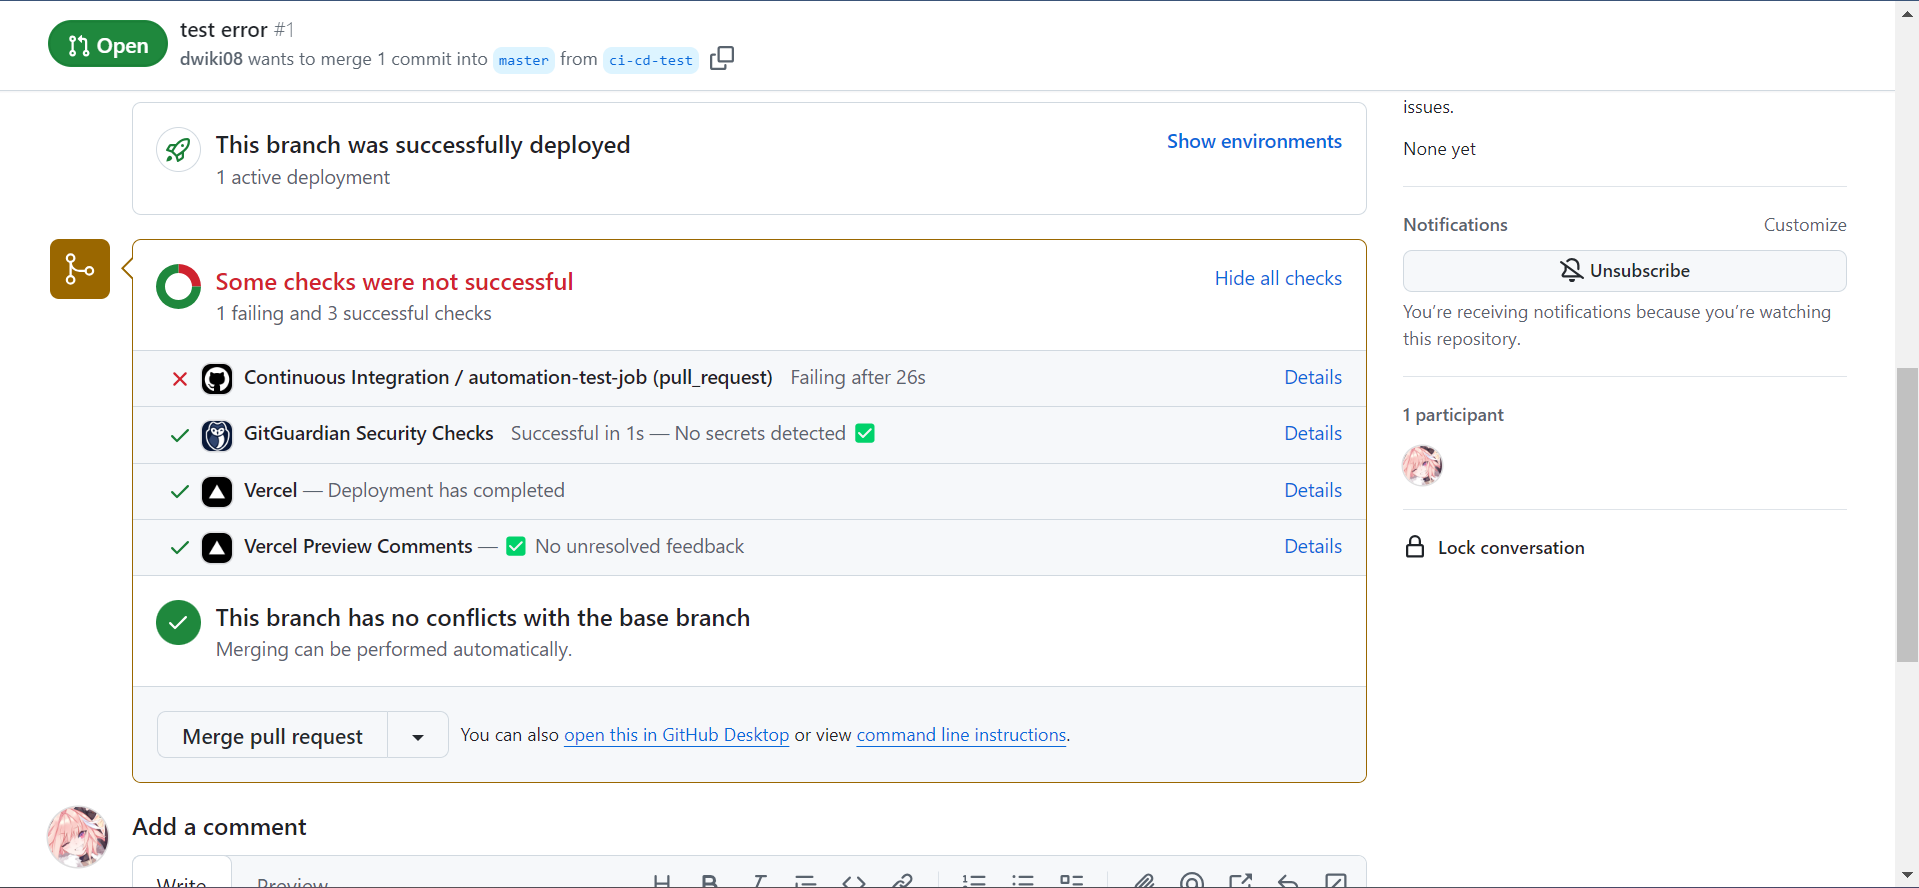 Open
test error #1
dwiki08 wants to merge 1 commit into master from ci-cd-test
This branch was successfully deployed
1 active deployment
Show environments
Some checks were not successful
1 failing and 3 successful checks
Hide all checks
Continuous Integration / automation-test-job (pull_request) Failing after 26s
Details
GitGuardian Security Checks Successful in 1s — No secrets detected ✅
Details
Vercel — Deployment has completed
Details
Vercel Preview Comments — ✅ No unresolved feedback
Details
This branch has no conflicts with the base branch
Merging can be performed automatically.
Merge pull request
You can also open this in GitHub Desktop or view command line instructions.
Add a comment
Write
Preview
issues.
None yet
Notifications
Customize
Unsubscribe
You’re receiving notifications because you’re watching
this repository.
1 participant
Lock conversation